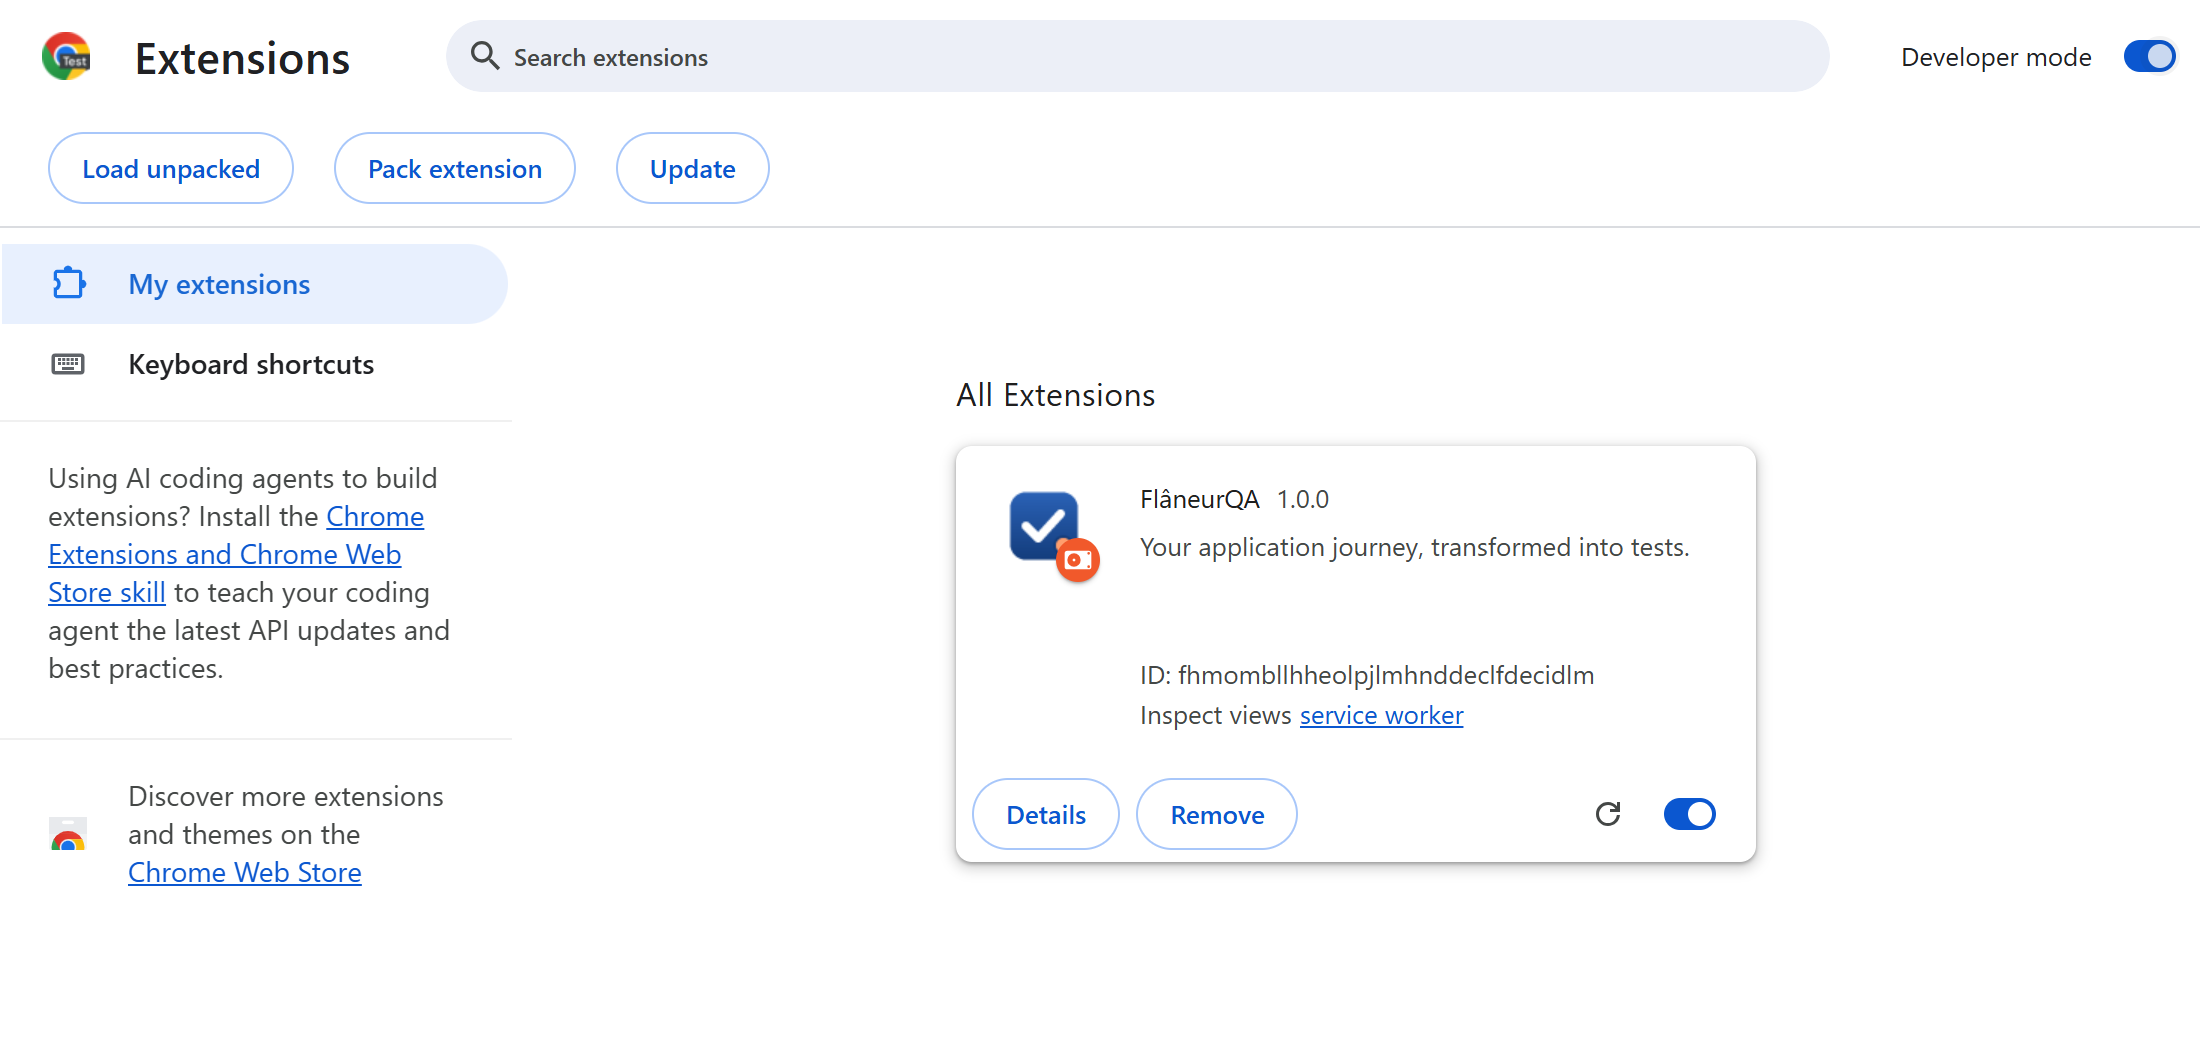 Test
Extensions
Search extensions
Developer mode
Load unpacked
Pack extension
Update
My extensions
Keyboard shortcuts
Using AI coding agents to build
extensions? Install the Chrome
Extensions and Chrome Web
Store skill to teach your coding
agent the latest API updates and
best practices.
Discover more extensions
and themes on the
Chrome Web Store
All Extensions
FlâneurQA 1.0.0
Your application journey, transformed into tests.
ID: fhmombllhheolpjlmhnddeclfdecidlm
Inspect views service worker
Details
Remove